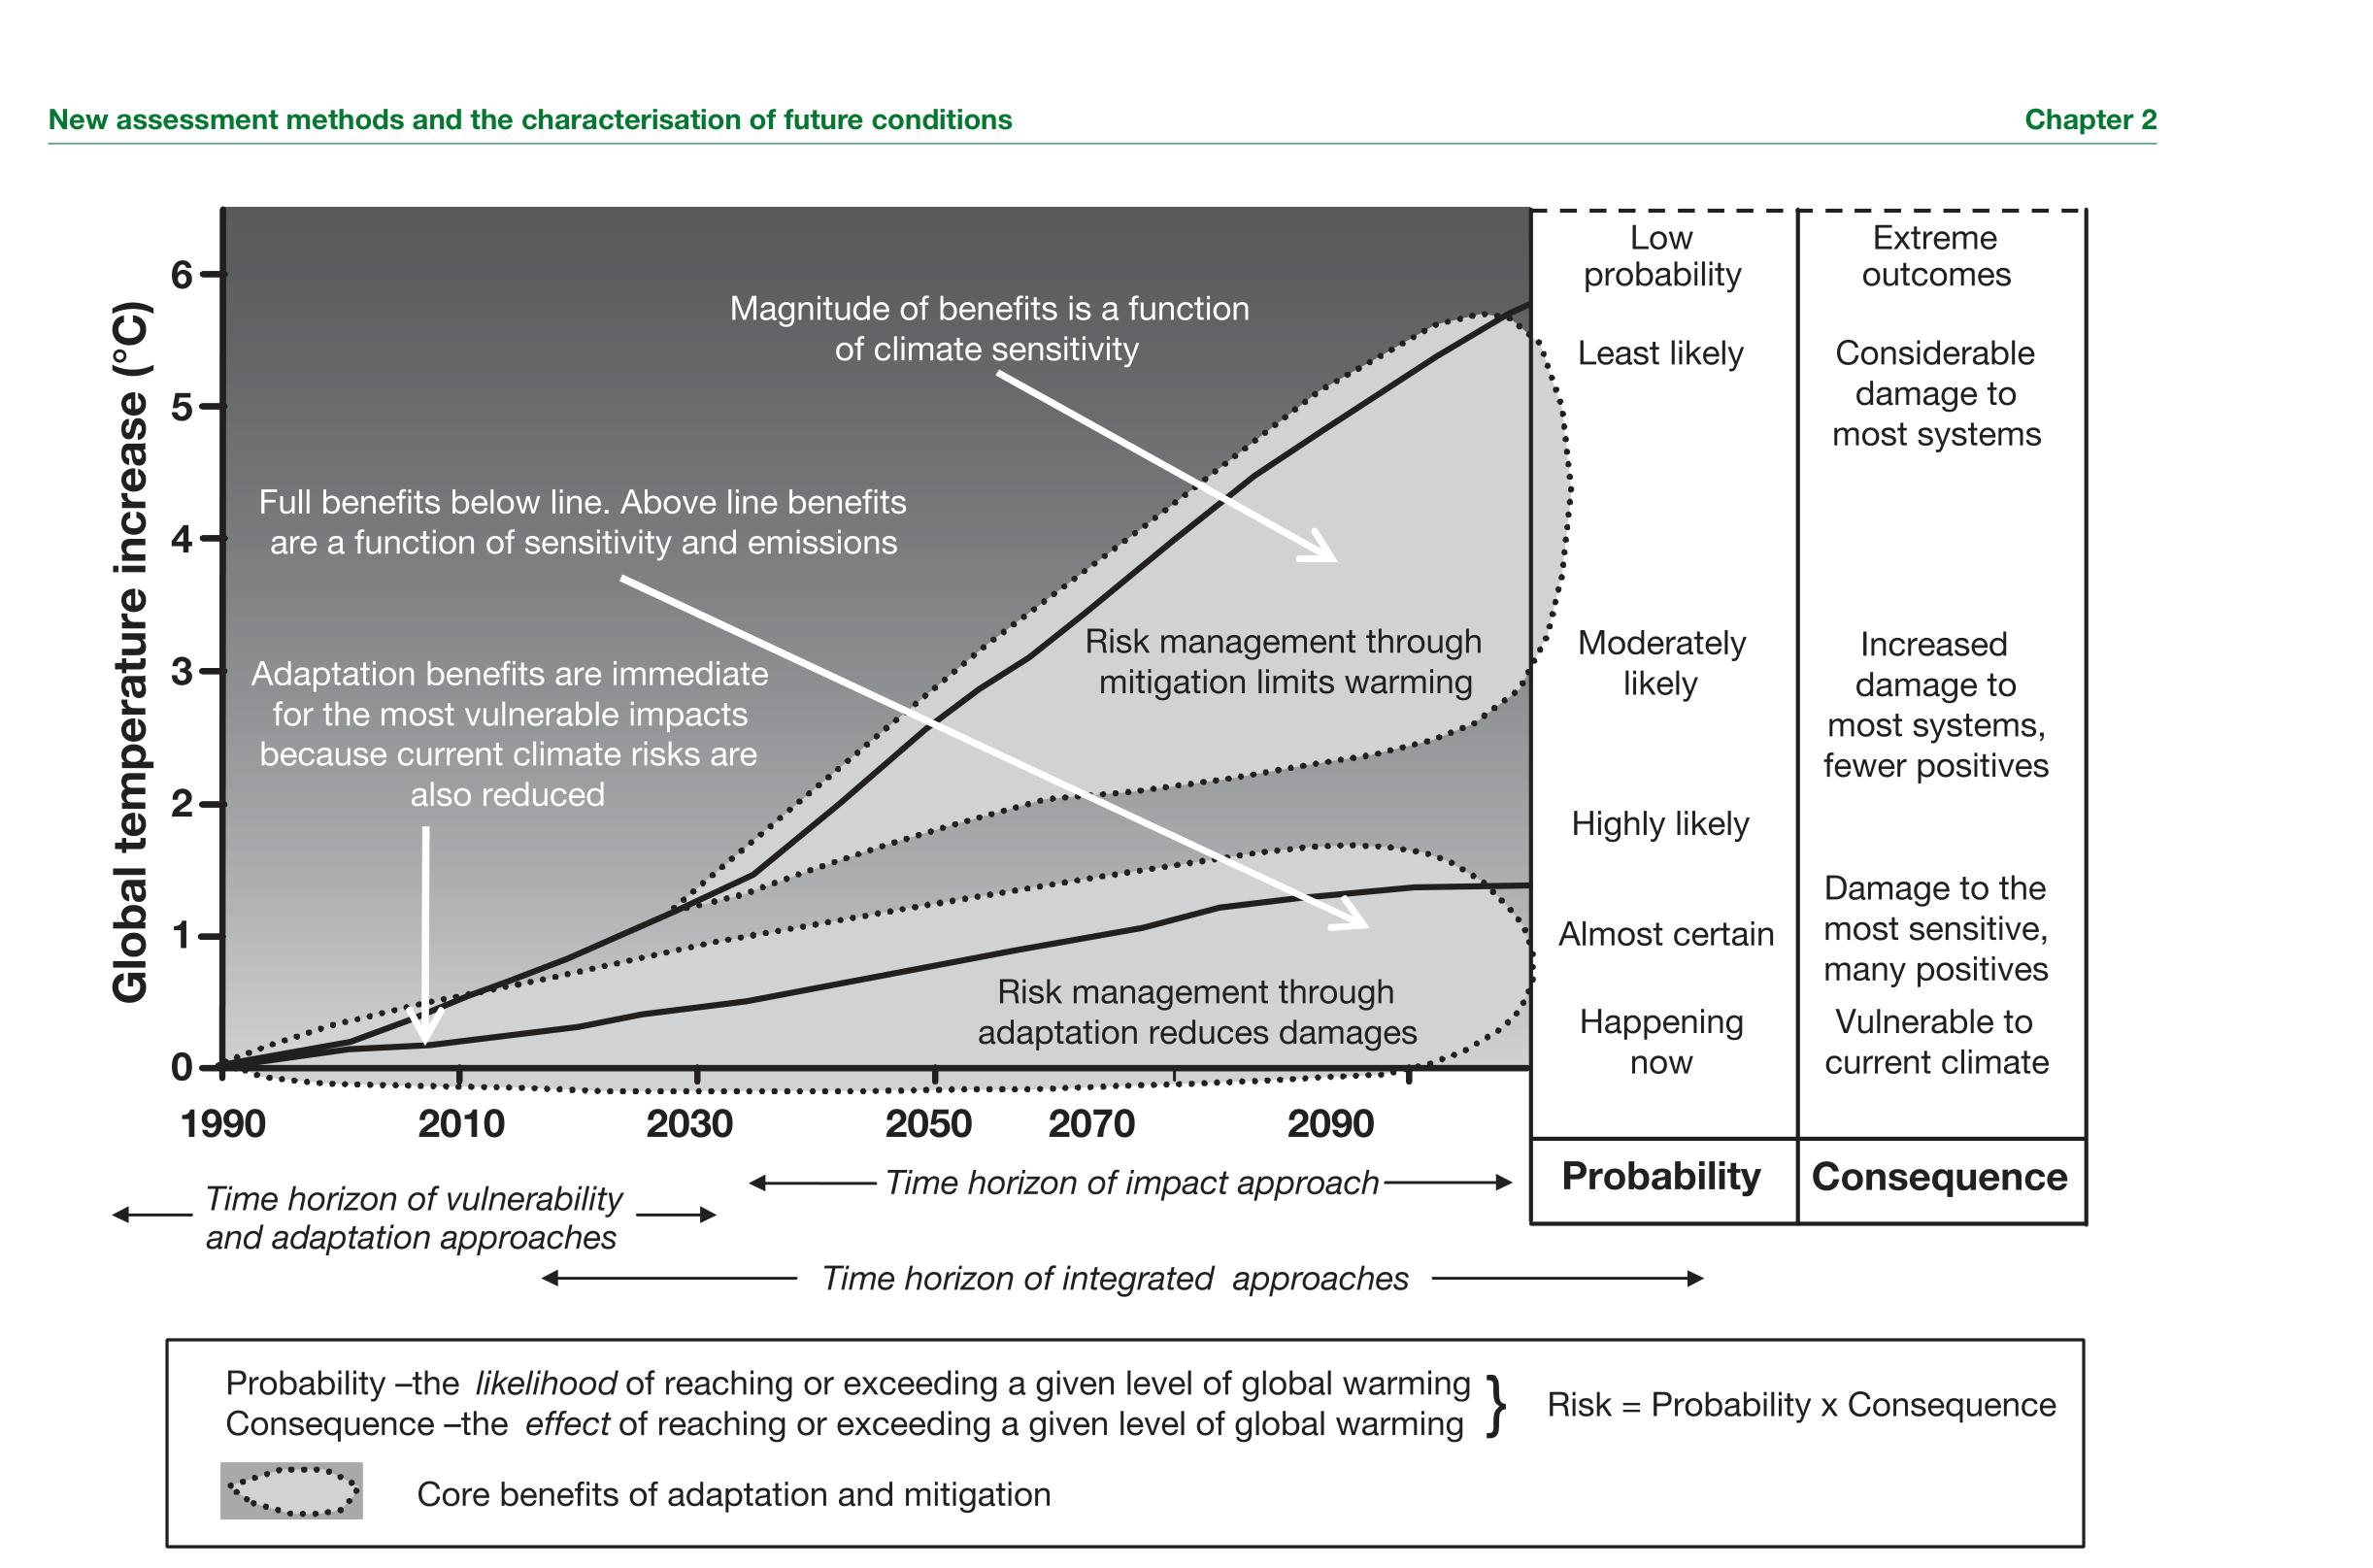 New assessment methods and the characterisation of future conditions
Chapter 2
Global temperature increase (°C)
6
5
4
3
2
1
0
Magnitude of benefits is a function
of climate sensitivity
Full benefits below line. Above line benefits
are a function of sensitivity and emissions
Adaptation benefits are immediate
for the most vulnerable impacts
because current climate risks are
also reduced
Risk management through
mitigation limits warming
Risk management through
adaptation reduces damages
1990
2010
2030
2050
2070
2090
Low
probability
Least likely
Moderately
likely
Highly likely
Almost certain
Happening
now
Probability
Extreme
outcomes
Considerable
damage to
most systems
Increased
damage to
most systems,
fewer positives
Damage to the
most sensitive,
many positives
Vulnerable to
current climate
Consequence
Time horizon of impact approach
Time horizon of vulnerability
and adaptation approaches
Time horizon of integrated approaches
Probability –the likelihood of reaching or exceeding a given level of global warming
Consequence –the effect of reaching or exceeding a given level of global warming
} Risk = Probability x Consequence
Core benefits of adaptation and mitigation